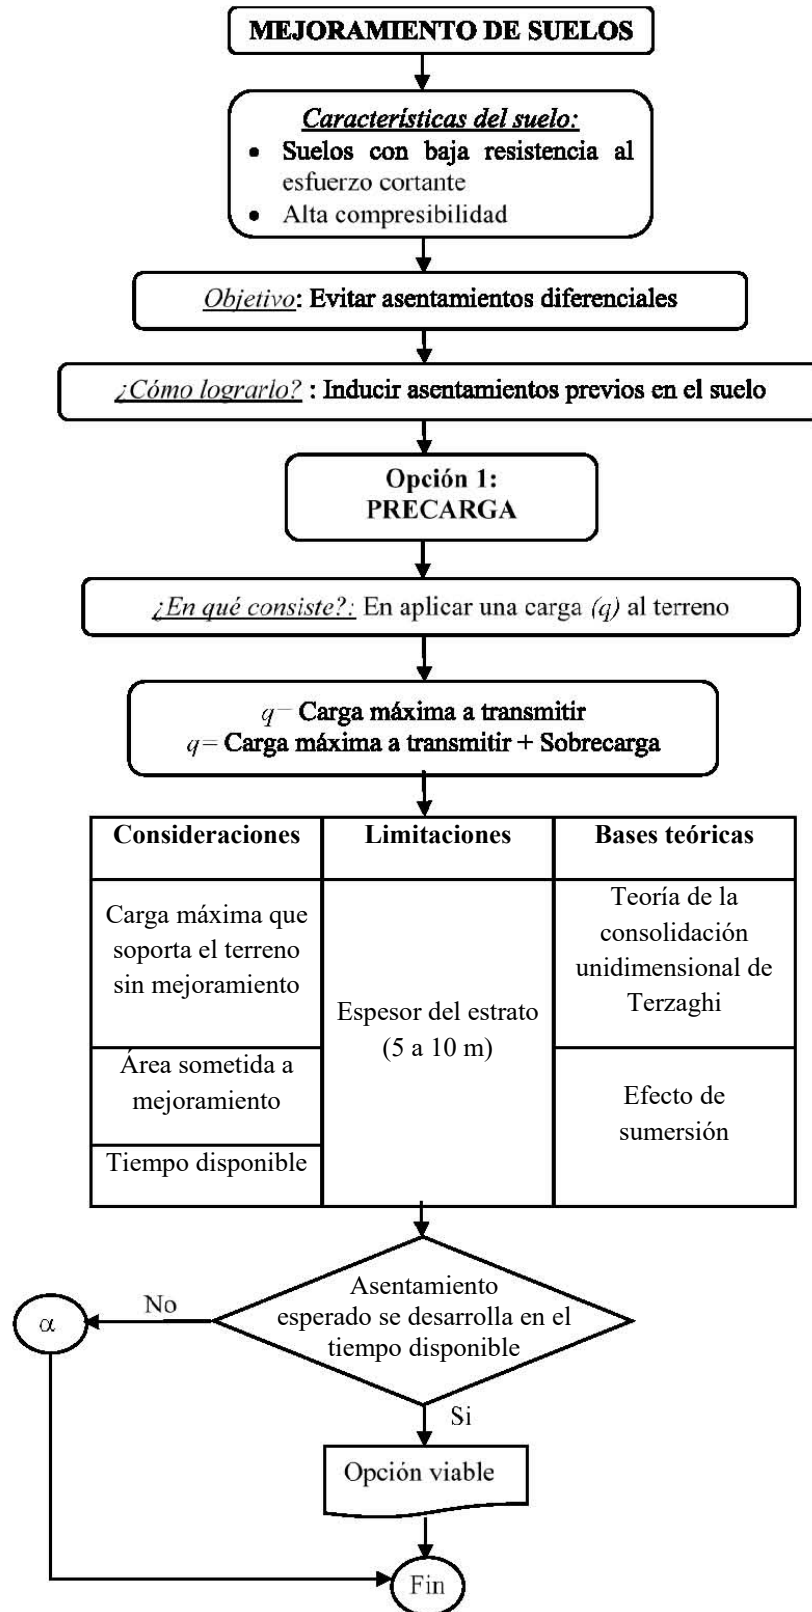 MEJORAMIENTO DE SUELOS
Características del suelo:
• Suelos con baja resistencia al
esfuerzo cortante
• Alta compresibilidad
Objetivo: Evitar asentamientos diferenciales
¿Cómo lograrlo? : Inducir asentamientos previos en el suelo
Opción 1:
PRECARGA
¿En qué consiste?: En aplicar una carga (q) al terreno
q= Carga máxima a transmitir
q= Carga máxima a transmitir + Sobrecarga
Consideraciones
Limitaciones
Bases teóricas
Carga máxima que
soporta el terreno
sin mejoramiento
Área sometida a
mejoramiento
Tiempo disponible
Espesor del estrato
(5 a 10 m)
Teoría de la
consolidación
unidimensional de
Terzaghi
Efecto de
sumersión
Asentamiento
esperado se desarrolla en el
tiempo disponible
No
α
Si
Opción viable
Fin